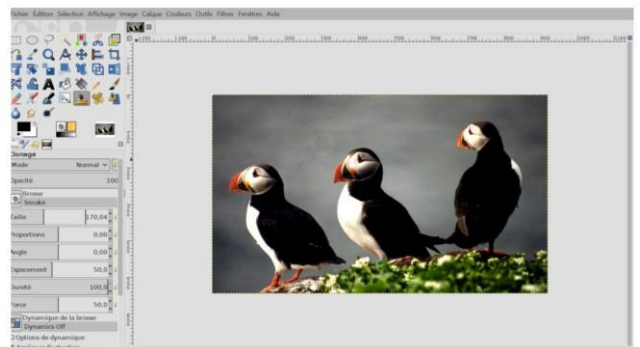 Fichier Édition Sélection Affichage Image Calque Couleurs Outils Filtres Fenêtres Aide
Clonage
Mode Normal
Opacité 100
Brosse
Smoke
Taille 170,04
Proportions 0,00
Angle 0,00
Espacement 50,0
Dureté 100,0
Force 50,0
Dynamique de la brosse
Dynamics Off
Options de dynamique